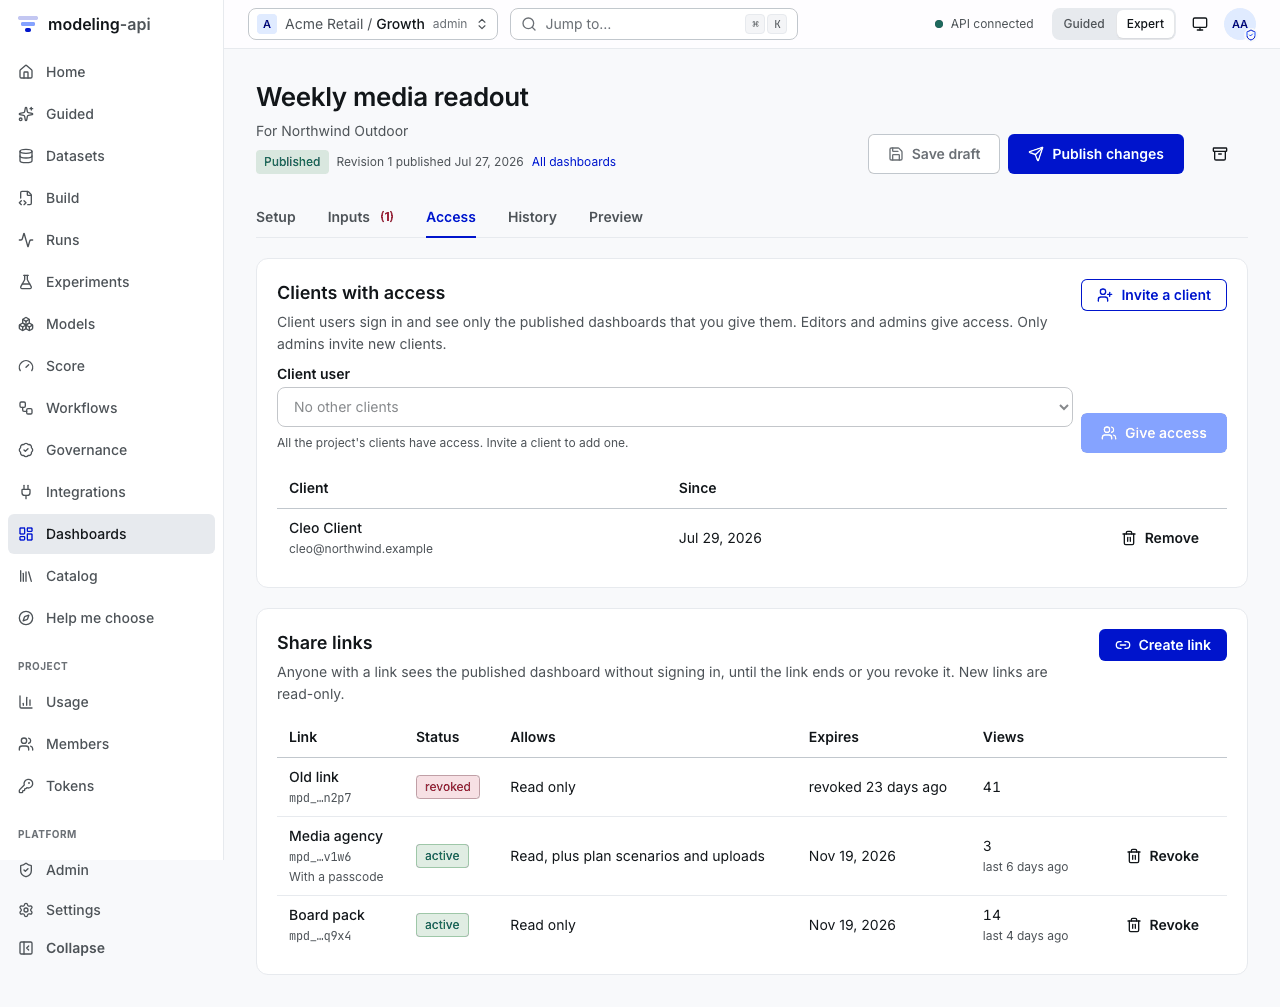 modeling-api
A Acme Retail / Growth admin
Jump to... ⌘ K
API connected
Guided Expert
AA
Home
Guided
Datasets
Build
Runs
Experiments
Models
Score
Workflows
Governance
Integrations
Dashboards
Catalog
Help me choose
PROJECT
Usage
Members
Tokens
PLATFORM
Admin
Settings
Collapse
Weekly media readout
For Northwind Outdoor
Published Revision 1 published Jul 27, 2026 All dashboards
Save draft Publish changes
Setup Inputs (1) Access History Preview
Clients with access
Invite a client
Client users sign in and see only the published dashboards that you give them. Editors and admins give access. Only
admins invite new clients.
Client user
No other clients
All the project's clients have access. Invite a client to add one.
Give access
Client Since
Cleo Client
cleo@northwind.example
Jul 29, 2026
Remove
Share links
Create link
Anyone with a link sees the published dashboard without signing in, until the link ends or you revoke it. New links are
read-only.
Link Status Allows Expires Views
Old link
mpd_…n2p7
revoked Read only revoked 23 days ago 41
Media agency
mpd_…v1w6
With a passcode
active Read, plus plan scenarios and uploads Nov 19, 2026
3
last 6 days ago
Revoke
Board pack
mpd_…q9x4
active Read only Nov 19, 2026
14
last 4 days ago
Revoke